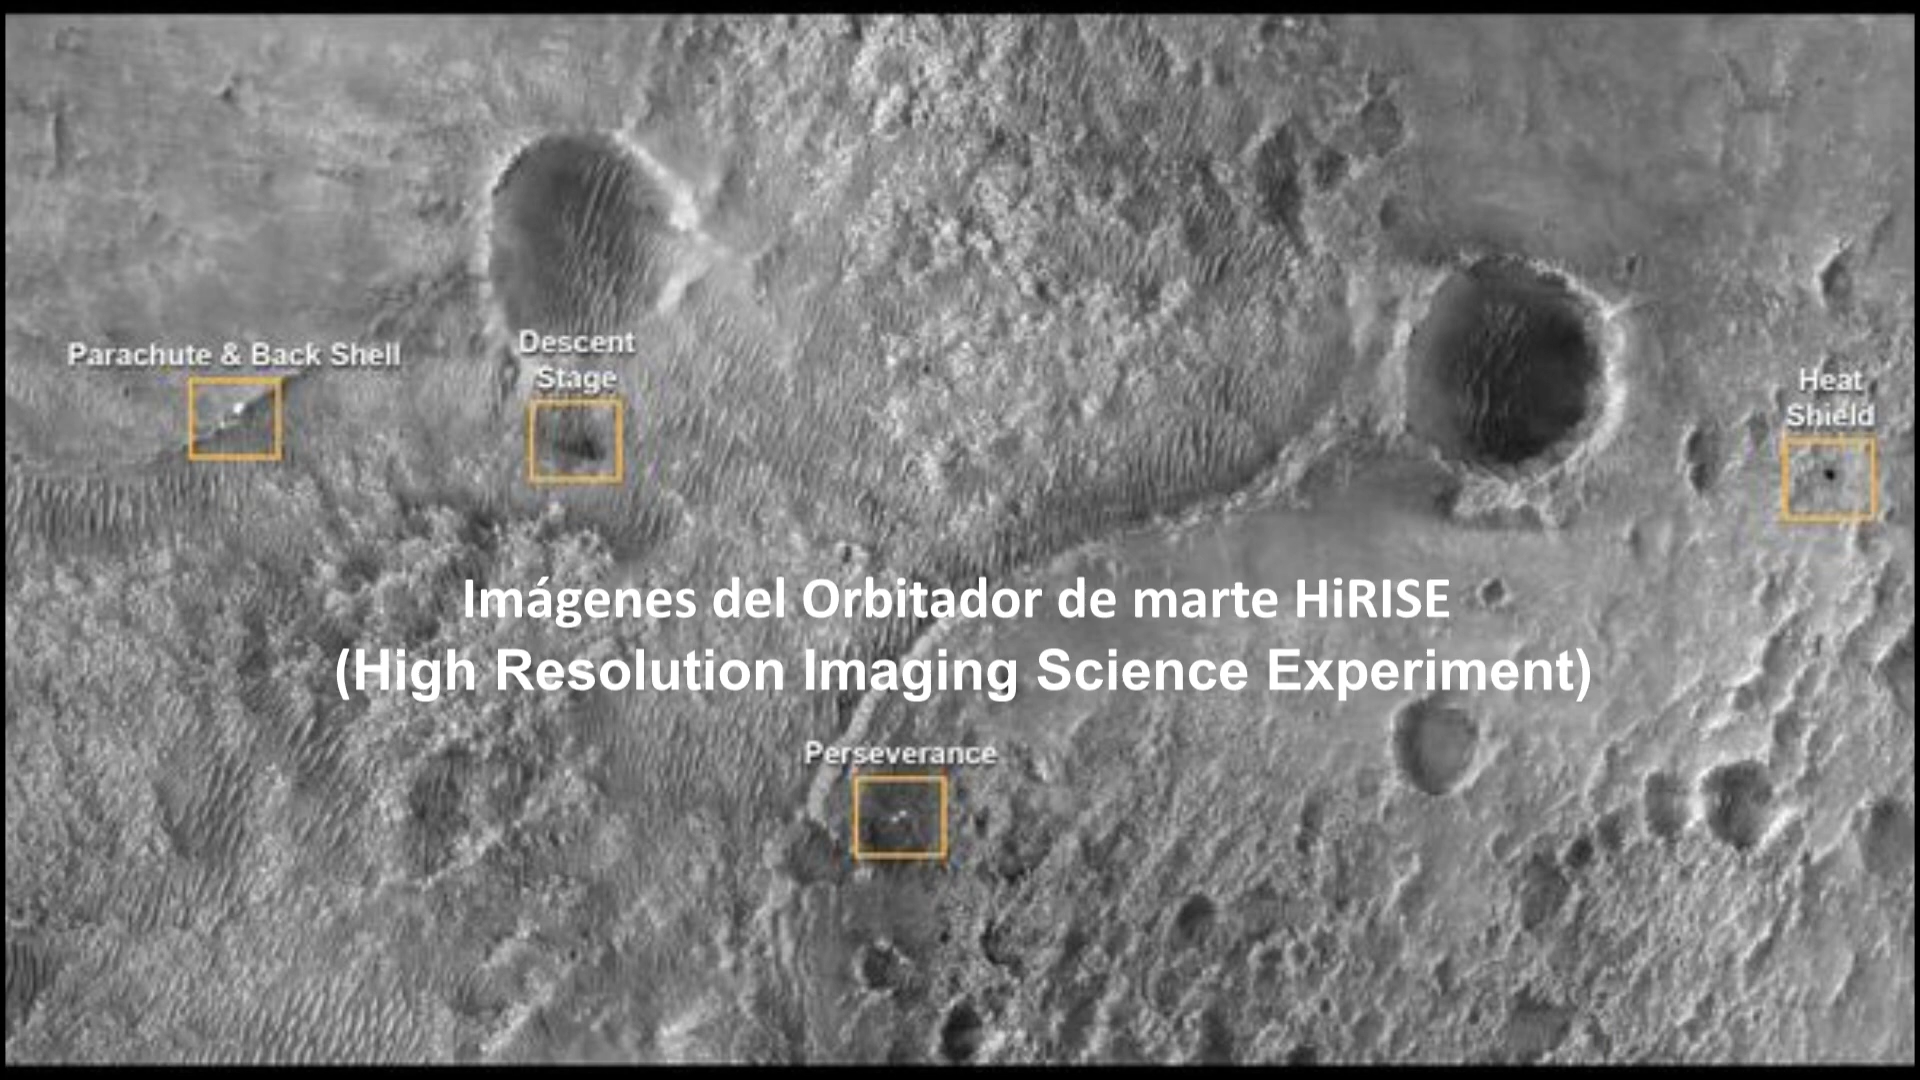 Parachute & Back Shell
Descent
Stage
Heat
Shield
Imágenes del Orbitador de marte HiRISE
(High Resolution Imaging Science Experiment)
Perseverance